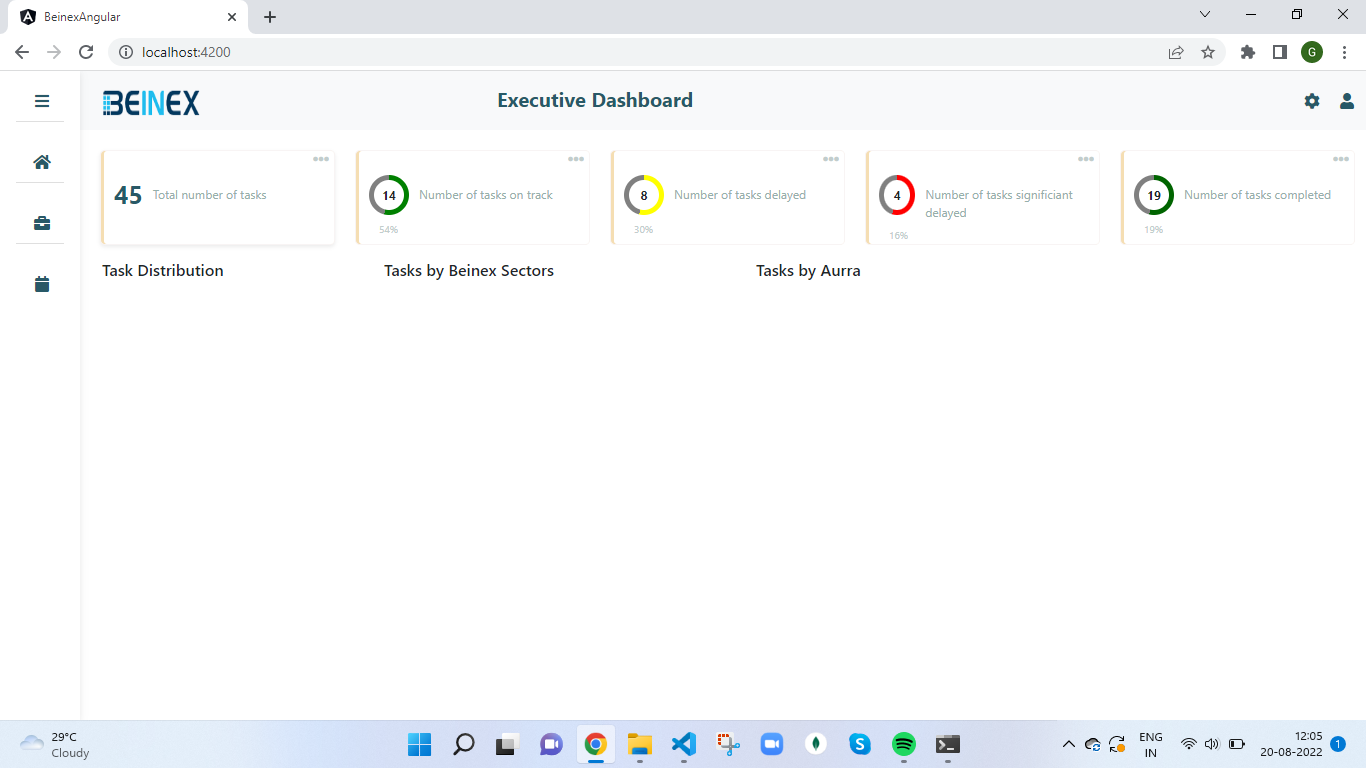 BeinexAngular
localhost:4200
G
BEINEX
Executive Dashboard
45 Total number of tasks
14 Number of tasks on track
54%
8 Number of tasks delayed
30%
4 Number of tasks significiant
delayed
16%
19 Number of tasks completed
19%
Task Distribution
Tasks by Beinex Sectors
Tasks by Aurra
29°C
Cloudy
ENG
IN
12:05
20-08-2022
1